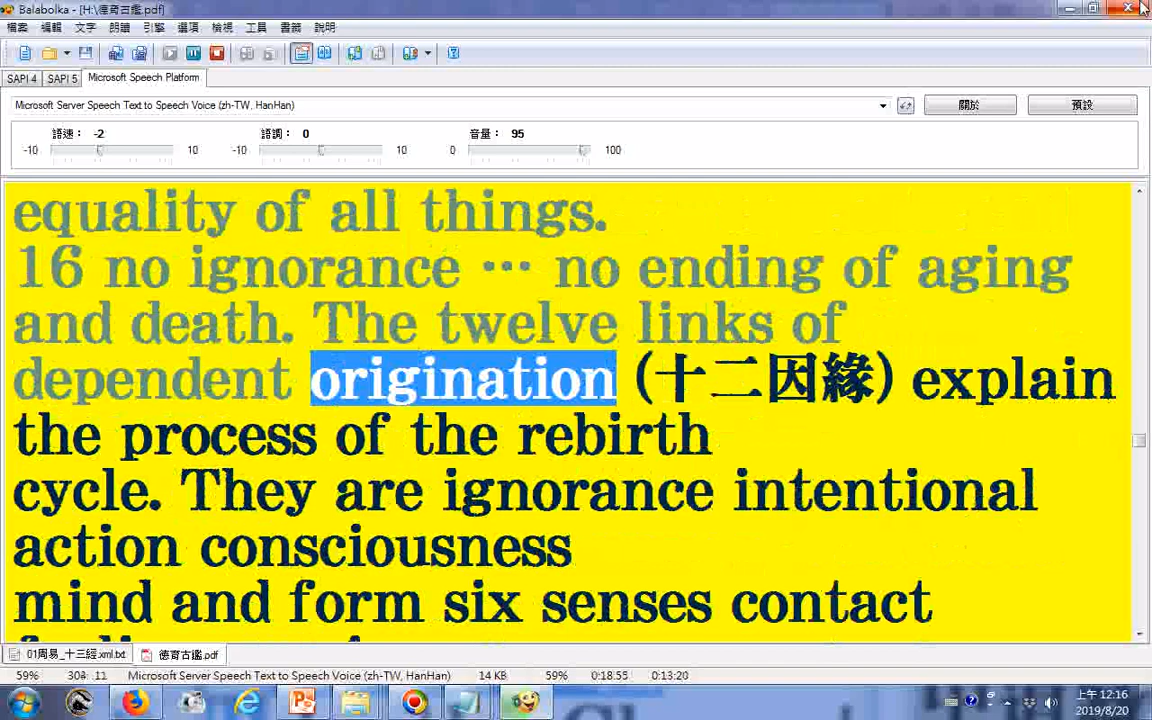 Balabolka - [H:\德育古鑑.pdf]
檔案 編輯 文字 朗讀 引擎 選項 檢視 工具 書籤 說明
SAPI 4 SAPI 5 Microsoft Speech Platform
Microsoft Server Speech Text to Speech Voice (zh-TW, HanHan) 關於 預設
語速： -2 語調： 0 音量： 95
-10 10 -10 10 0 100
equality of all things.
16 no ignorance … no ending of aging
and death. The twelve links of
dependent origination (十二因緣) explain
the process of the rebirth
cycle. They are ignorance intentional
action consciousness
mind and form six senses contact
01周易_十三經.xml.txt 德育古鑑.pdf
59% 304: 11 Microsoft Server Speech Text to Speech Voice (zh-TW, HanHan) 14 KB 59% 0:18:55 0:13:20
上午 12:16
2019/8/20